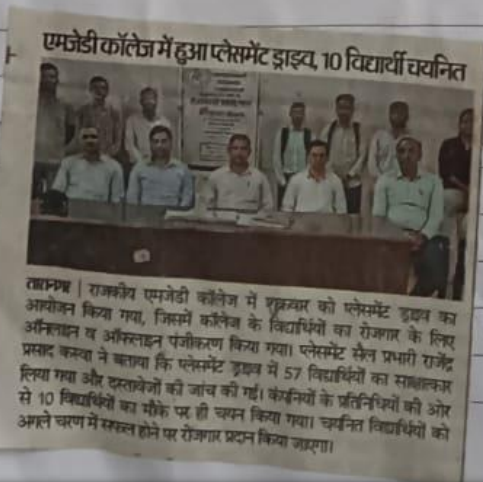 एमजेडी कॉलेज में हुआ प्लेसमेंट ड्राइव, 10 विद्यार्थी चयनित
तारानगर | राजकीय एमजेडी कॉलेज में शुक्रवार को प्लेसमेंट ड्राइव का
आयोजन किया गया, जिसमें कॉलेज के विद्यार्थियों का रोजगार के लिए
ऑनलाइन व ऑफलाइन पंजीकरण किया गया। प्लेसमेंट सैल प्रभारी राजेंद्र
प्रसाद कस्वा ने बताया कि प्लेसमेंट ड्राइव में 57 विद्यार्थियों का साक्षात्कार
लिया गया और दस्तावेजों की जांच की गई। कंपनियों के प्रतिनिधियों की ओर
से 10 विद्यार्थियों का मौके पर ही चयन किया गया। चयनित विद्यार्थियों को
अगले चरण में सफल होने पर रोजगार प्रदान किया जाएगा।